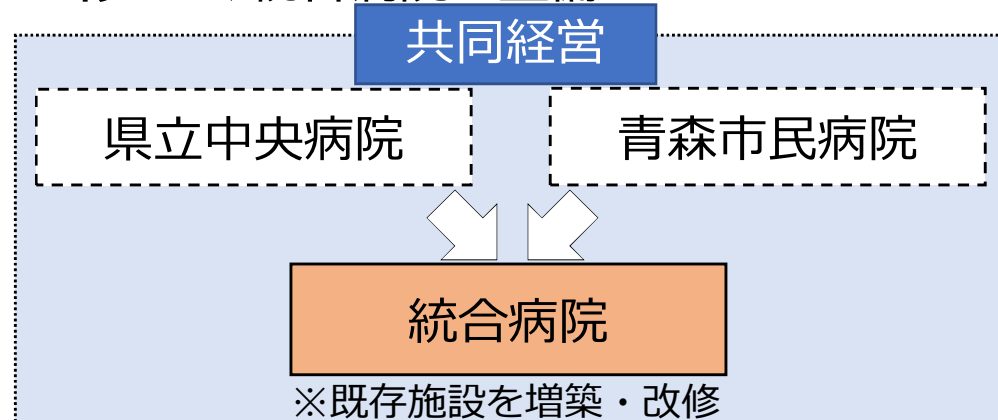 共同経営
県立中央病院
青森市民病院
統合病院
※既存施設を増築・改修